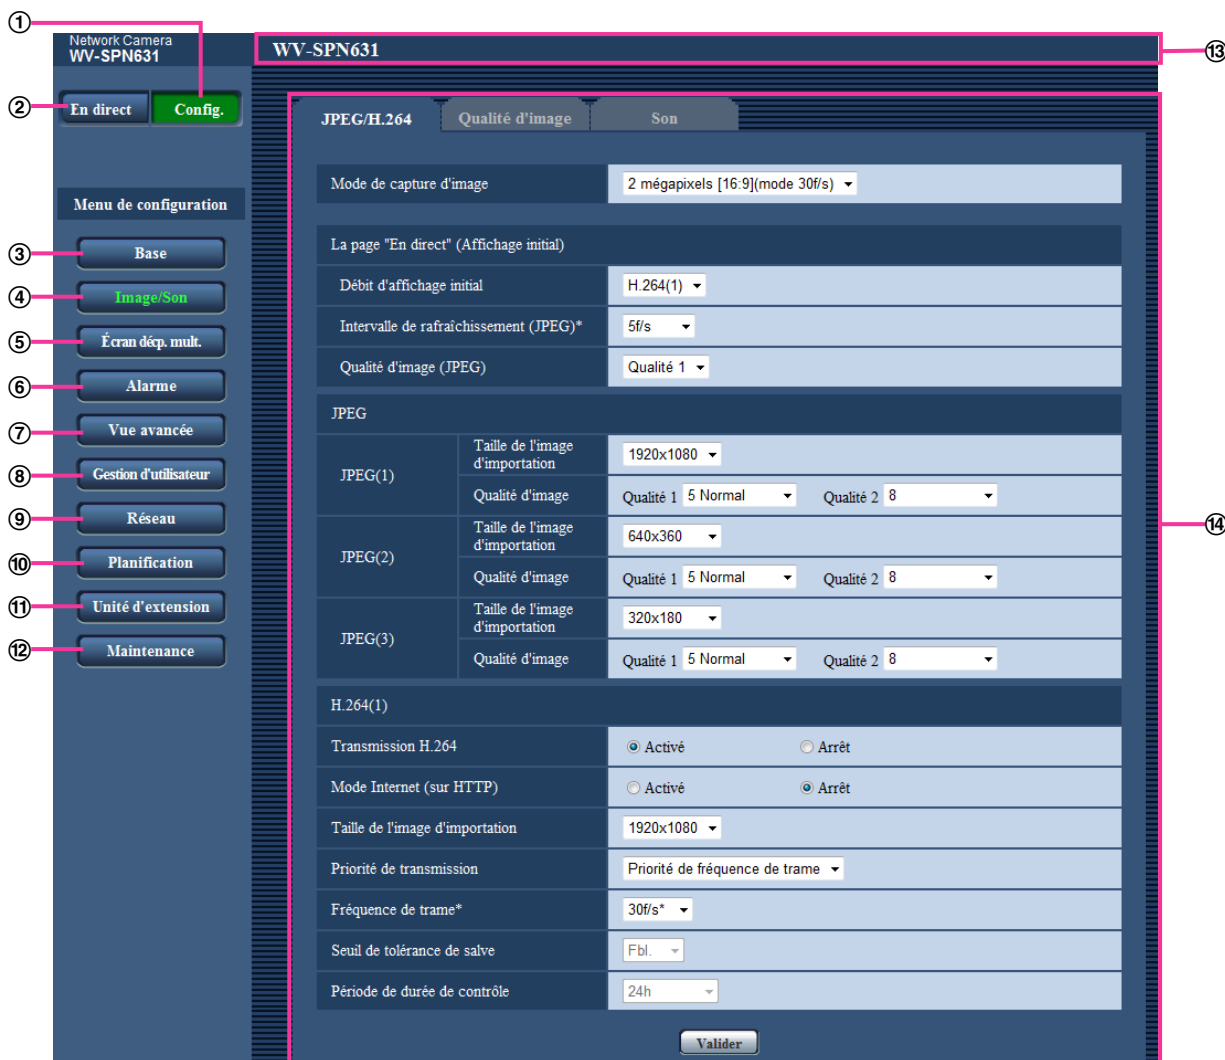 ①
Network Camera
WV-SPN631
WV-SPN631
⑬
②
En direct
Config.
JPEG/H.264
Qualité d'image
Son
Mode de capture d'image
2 mégapixels [16:9](mode 30f/s)
Menu de configuration
③
Base
④
Image/Son
⑤
Écran décp. mult.
⑥
Alarme
⑦
Vue avancée
⑧
Gestion d'utilisateur
⑨
Réseau
⑩
Planification
⑪
Unité d'extension
⑫
Maintenance
La page "En direct" (Affichage initial)
Débit d'affichage initial
H.264(1)
Intervalle de rafraîchissement (JPEG)*
5f/s
Qualité d'image (JPEG)
Qualité 1
JPEG
JPEG(1)
Taille de l'image
d'importation
1920x1080
Qualité d'image
Qualité 1 5 Normal
Qualité 2 8
⑭
JPEG(2)
Taille de l'image
d'importation
640x360
Qualité d'image
Qualité 1 5 Normal
Qualité 2 8
JPEG(3)
Taille de l'image
d'importation
320x180
Qualité d'image
Qualité 1 5 Normal
Qualité 2 8
H.264(1)
Transmission H.264
Activé
Arrêt
Mode Internet (sur HTTP)
Activé
Arrêt
Taille de l'image d'importation
1920x1080
Priorité de transmission
Priorité de fréquence de trame
Fréquence de trame*
30f/s*
Seuil de tolérance de salve
Fbl.
Période de durée de contrôle
24h
Valider